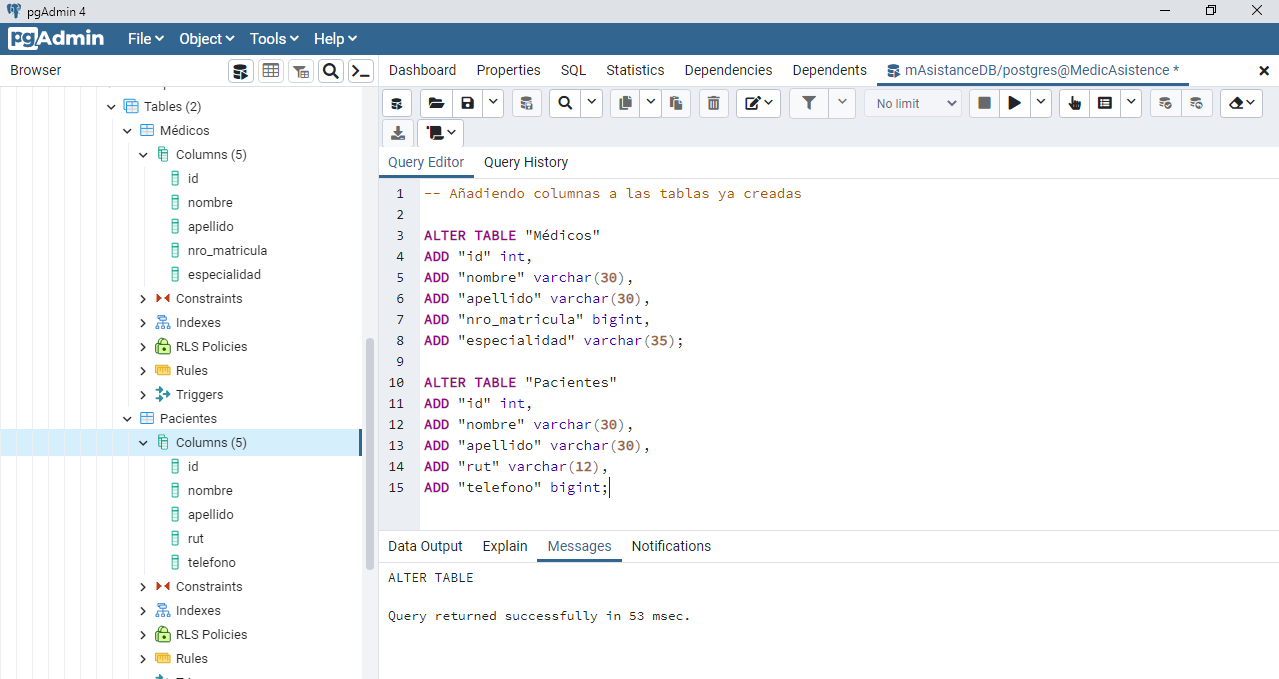 pgAdmin 4
pgAdmin
File Object Tools Help
Browser
Dashboard Properties SQL Statistics Dependencies Dependents mAsistanceDB/postgres@MedicAsistence *
Tables (2)
Médicos
Columns (5)
id
nombre
apellido
nro_matricula
especialidad
Constraints
Indexes
RLS Policies
Rules
Triggers
Pacientes
Columns (5)
id
nombre
apellido
rut
telefono
Constraints
Indexes
RLS Policies
Rules
No limit
Query Editor Query History
1 -- Añadiendo columnas a las tablas ya creadas
2
3 ALTER TABLE "Médicos"
4 ADD "id" int,
5 ADD "nombre" varchar(30),
6 ADD "apellido" varchar(30),
7 ADD "nro_matricula" bigint,
8 ADD "especialidad" varchar(35);
9
10 ALTER TABLE "Pacientes"
11 ADD "id" int,
12 ADD "nombre" varchar(30),
13 ADD "apellido" varchar(30),
14 ADD "rut" varchar(12),
15 ADD "telefono" bigint;
Data Output Explain Messages Notifications
ALTER TABLE
Query returned successfully in 53 msec.